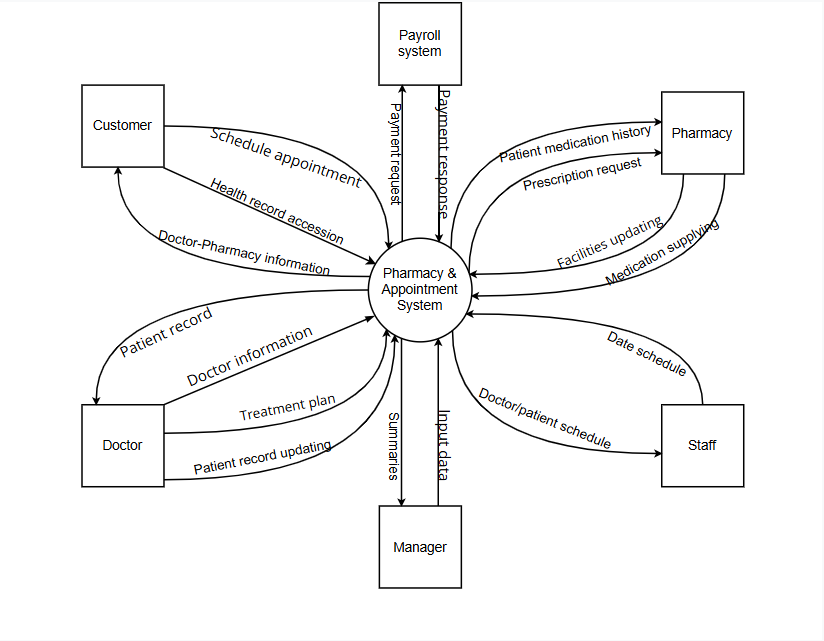 Payroll
system
Customer
Pharmacy
Schedule appointment
Payment request
Payment response
Patient medication history
Prescription request
Health record accession
Doctor-Pharmacy information
Facilities updating
Medication supplying
Pharmacy &
Appointment
System
Patient record
Doctor information
Date schedule
Treatment plan
Doctor/patient schedule
Patient record updating
Summaries
Input data
Doctor
Staff
Manager